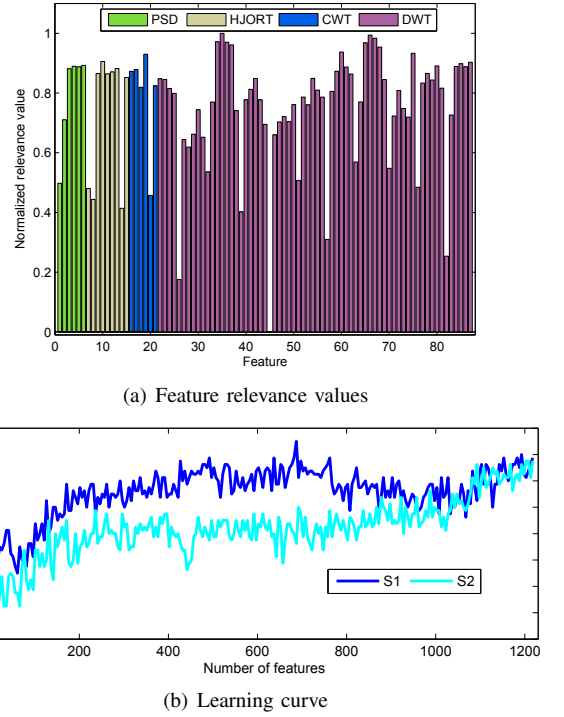 PSD HJORT CWT DWT
1
0.8
0.6
0.4
0.2
0
Normalized relevance value
0 10 20 30 40 50 60 70 80
Feature
(a) Feature relevance values
S1 S2
200 400 600 800 1000 1200
Number of features
(b) Learning curve